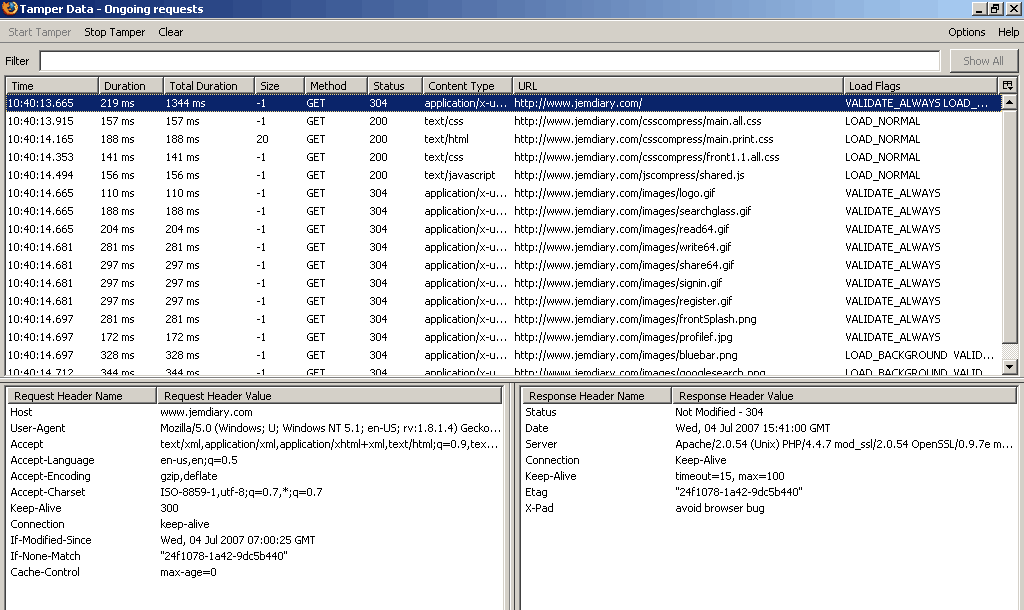 Tamper Data - Ongoing requests
Start Tamper Stop Tamper Clear Options Help
Filter Show All
Time Duration Total Duration Size Method Status Content Type URL Load Flags
10:40:13.665 219 ms 1344 ms -1 GET 304 application/x-u... http://www.jemdiary.com/ VALIDATE_ALWAYS LOAD_...
10:40:13.915 157 ms 157 ms -1 GET 200 text/css http://www.jemdiary.com/csscompress/main.all.css LOAD_NORMAL
10:40:14.165 188 ms 188 ms 20 GET 200 text/html http://www.jemdiary.com/csscompress/main.print.css LOAD_NORMAL
10:40:14.353 141 ms 141 ms -1 GET 200 text/css http://www.jemdiary.com/csscompress/front1.1.all.css LOAD_NORMAL
10:40:14.494 156 ms 156 ms -1 GET 200 text/javascript http://www.jemdiary.com/jscompress/shared.js LOAD_NORMAL
10:40:14.665 110 ms 110 ms -1 GET 304 application/x-u... http://www.jemdiary.com/images/logo.gif VALIDATE_ALWAYS
10:40:14.665 188 ms 188 ms -1 GET 304 application/x-u... http://www.jemdiary.com/images/searchglass.gif VALIDATE_ALWAYS
10:40:14.665 204 ms 204 ms -1 GET 304 application/x-u... http://www.jemdiary.com/images/read64.gif VALIDATE_ALWAYS
10:40:14.681 281 ms 281 ms -1 GET 304 application/x-u... http://www.jemdiary.com/images/write64.gif VALIDATE_ALWAYS
10:40:14.681 297 ms 297 ms -1 GET 304 application/x-u... http://www.jemdiary.com/images/share64.gif VALIDATE_ALWAYS
10:40:14.681 297 ms 297 ms -1 GET 304 application/x-u... http://www.jemdiary.com/images/signin.gif VALIDATE_ALWAYS
10:40:14.681 297 ms 297 ms -1 GET 304 application/x-u... http://www.jemdiary.com/images/register.gif VALIDATE_ALWAYS
10:40:14.697 281 ms 281 ms -1 GET 304 application/x-u... http://www.jemdiary.com/images/frontSplash.png VALIDATE_ALWAYS
10:40:14.697 172 ms 172 ms -1 GET 304 application/x-u... http://www.jemdiary.com/images/profilef.jpg VALIDATE_ALWAYS
10:40:14.697 328 ms 328 ms -1 GET 304 application/x-u... http://www.jemdiary.com/images/bluebar.png LOAD_BACKGROUND VALID...
10:40:14.712 344 ms 344 ms -1 GET 304 application/x-u... http://www.jemdiary.com/images/googlesearch.png LOAD_BACKGROUND VALID...
Request Header Name Request Header Value Response Header Name Response Header Value
Host www.jemdiary.com Status Not Modified - 304
User-Agent Mozilla/5.0 (Windows; U; Windows NT 5.1; en-US; rv:1.8.1.4) Gecko... Date Wed, 04 Jul 2007 15:41:00 GMT
Accept text/xml,application/xml,application/xhtml+xml,text/html;q=0.9,tex... Server Apache/2.0.54 (Unix) PHP/4.4.7 mod_ssl/2.0.54 OpenSSL/0.9.7e m...
Accept-Language en-us,en;q=0.5 Connection Keep-Alive
Accept-Encoding gzip,deflate Keep-Alive timeout=15, max=100
Accept-Charset ISO-8859-1,utf-8;q=0.7,*;q=0.7 Etag "24f1078-1a42-9dc5b440"
Keep-Alive 300 X-Pad avoid browser bug
Connection keep-alive
If-Modified-Since Wed, 04 Jul 2007 07:00:25 GMT
If-None-Match "24f1078-1a42-9dc5b440"
Cache-Control max-age=0